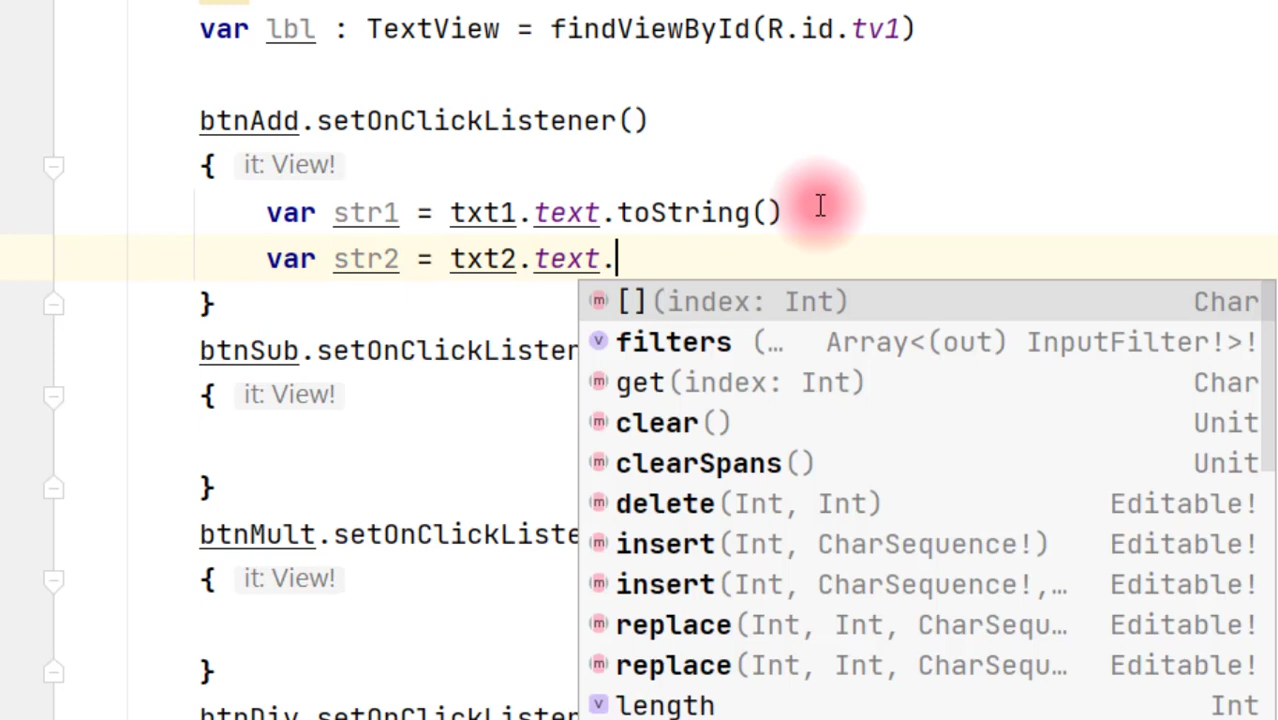 var lbl : TextView = findViewById(R.id.tv1)
btnAdd.setOnClickListener()
{ it: View!
var str1 = txt1.text.toString()
var str2 = txt2.text.
}
btnSub.setOnClickListen
{ it: View!
}
btnMult.setOnClickListe
{ it: View!
}
btnDiv.setOnClickListen
[](index: Int) Char
filters (… Array<(out) InputFilter!>!
get(index: Int) Char
clear() Unit
clearSpans() Unit
delete(Int, Int) Editable!
insert(Int, CharSequence!) Editable!
insert(Int, CharSequence!,… Editable!
replace(Int, Int, CharSequ… Editable!
replace(Int, Int, CharSequ… Editable!
length Int